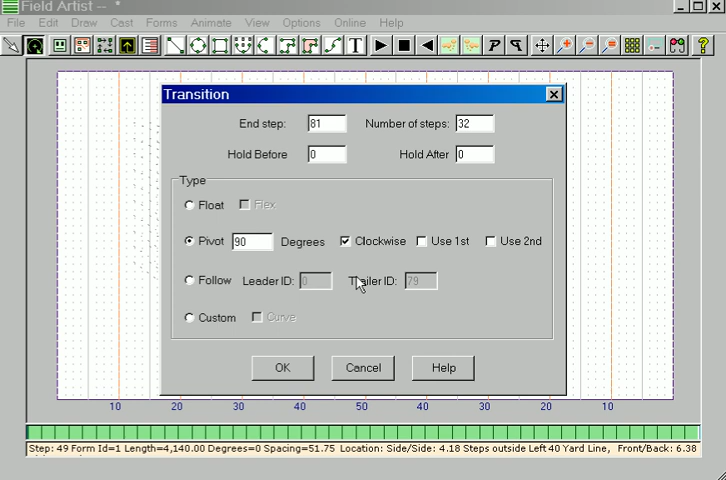 Field Artist -- *
File Edit Draw Cast Forms Animate View Options Online Help
T P ?
Transition
End step: 81 Number of steps: 32
Hold Before 0 Hold After 0
Type
Float Flex
Pivot 90 Degrees Clockwise Use 1st Use 2nd
Follow Leader ID: 0 Trailer ID: 79
Custom Curve
OK Cancel Help
10 20 30 40 50 40 30 20 10
Step: 49 Form Id=1 Length=4,140.00 Degrees=0 Spacing=51.75 Location: Side/Side: 4.18 Steps outside Left 40 Yard Line, Front/Back: 6.38